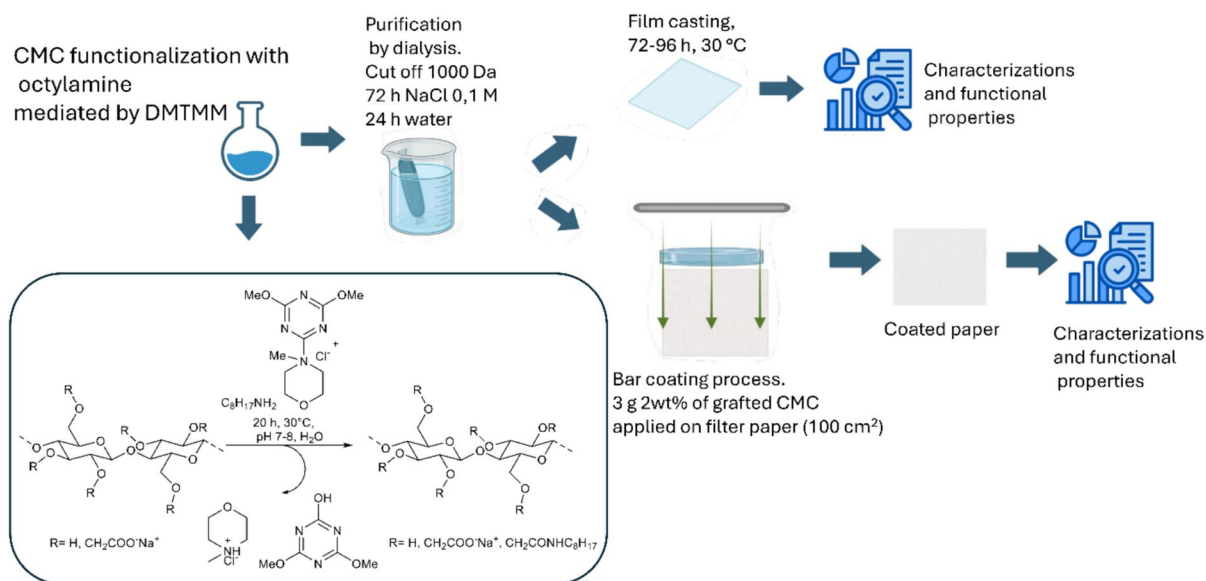 CMC functionalization with
octylamine
mediated by DMTMM
Purification
by dialysis.
Cut off 1000 Da
72 h NaCl 0,1 M
24 h water
Film casting,
72-96 h, 30 °C
Characterizations
and functional
properties
Bar coating process.
3 g 2wt% of grafted CMC
applied on filter paper (100 cm²)
Coated paper
Characterizations
and functional
properties
MeO N OMe
N N
Me N Cl⁻ +
O
C₈H₁₇NH₂
20 h, 30°C,
pH 7-8, H₂O
R
O
R O OR
O O O
O O O
R O O R
R O
R
R= H, CH₂COO⁻Na⁺
R
O
R O OR
O O O
O O O
R O O R
R O
R
R= H, CH₂COO⁻Na⁺, CH₂CONHC₈H₁₇
O
+
NH
Cl⁻
OH
N N
MeO N OMe